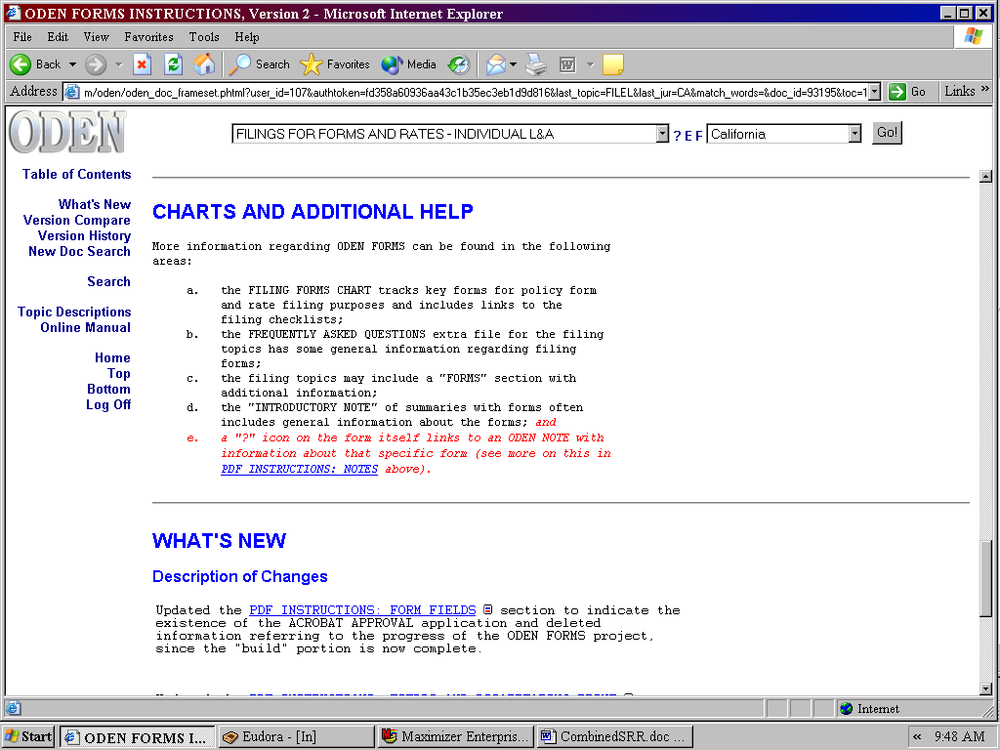 ODEN FORMS INSTRUCTIONS, Version 2 - Microsoft Internet Explorer
File Edit View Favorites Tools Help
Back Search Favorites Media
Address m/oden/oden_doc_frameset.phtml?user_id=107&authtoken=fd358a60936aa43c1b35ec3eb1d9d816&last_topic=FILEL&last_jur=CA&match_words=&doc_id=93195&toc=1 Go Links »
ODEN
FILINGS FOR FORMS AND RATES - INDIVIDUAL L&A ? E F California Go!
Table of Contents
What's New
Version Compare
Version History
New Doc Search
Search
Topic Descriptions
Online Manual
Home
Top
Bottom
Log Off
CHARTS AND ADDITIONAL HELP
More information regarding ODEN FORMS can be found in the following
areas:
a. the FILING FORMS CHART tracks key forms for policy form
and rate filing purposes and includes links to the
filing checklists;
b. the FREQUENTLY ASKED QUESTIONS extra file for the filing
topics has some general information regarding filing
forms;
c. the filing topics may include a "FORMS" section with
additional information;
d. the "INTRODUCTORY NOTE" of summaries with forms often
includes general information about the forms; and
e. a "?" icon on the form itself links to an ODEN NOTE with
information about that specific form (see more on this in
PDF INSTRUCTIONS: NOTES above).
WHAT'S NEW
Description of Changes
Updated the PDF INSTRUCTIONS: FORM FIELDS section to indicate the
existence of the ACROBAT APPROVAL application and deleted
information referring to the progress of the ODEN FORMS project,
since the "build" portion is now complete.
Internet
Start ODEN FORMS I... Eudora - [In] Maximizer Enterpris... CombinedSRR.doc ... « 9:48 AM